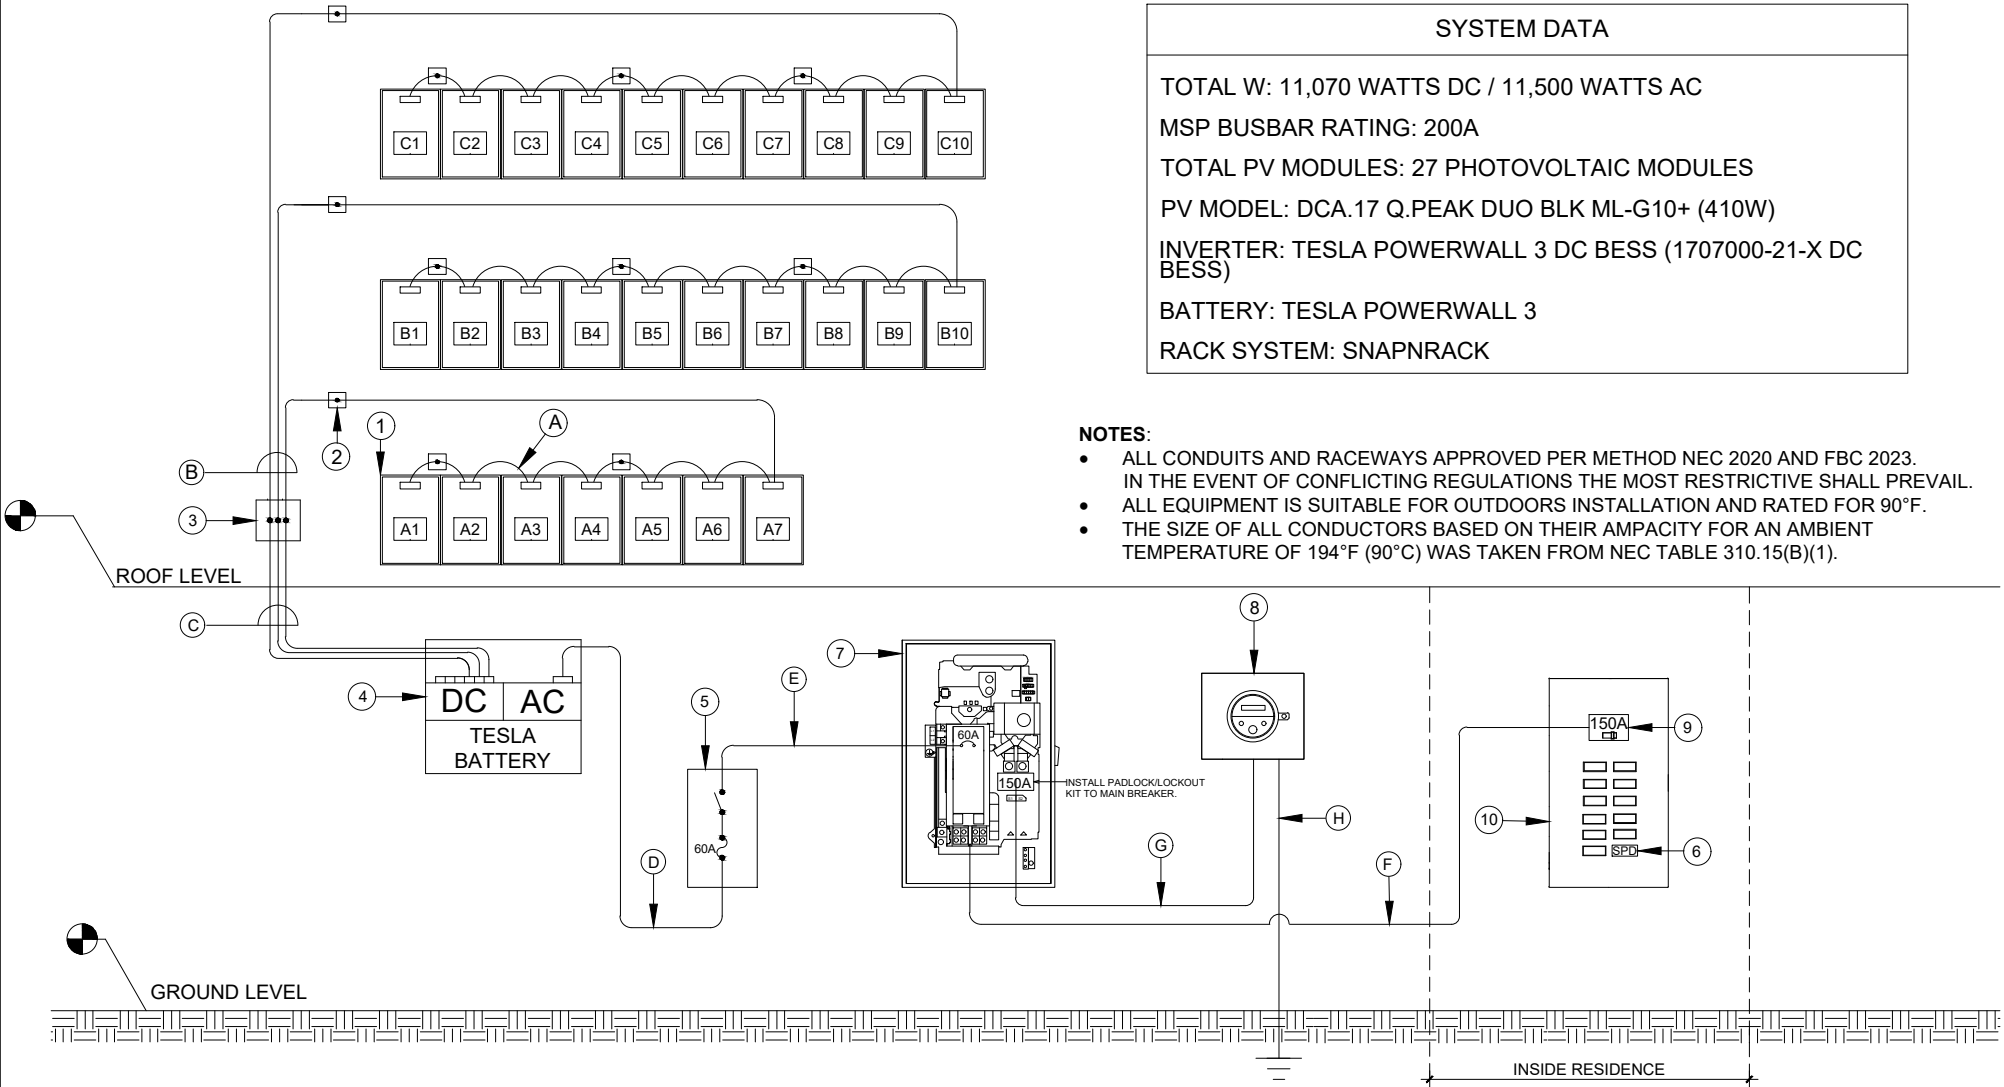 SYSTEM DATA
TOTAL W: 11,070 WATTS DC / 11,500 WATTS AC
MSP BUSBAR RATING: 200A
TOTAL PV MODULES: 27 PHOTOVOLTAIC MODULES
PV MODEL: DCA.17 Q.PEAK DUO BLK ML-G10+ (410W)
INVERTER: TESLA POWERWALL 3 DC BESS (1707000-21-X DC
BESS)
BATTERY: TESLA POWERWALL 3
RACK SYSTEM: SNAPNRACK
C1 C2 C3 C4 C5 C6 C7 C8 C9 C10
B1 B2 B3 B4 B5 B6 B7 B8 B9 B10
1 A
2
B
3
A1 A2 A3 A4 A5 A6 A7
NOTES:
• ALL CONDUITS AND RACEWAYS APPROVED PER METHOD NEC 2020 AND FBC 2023.
IN THE EVENT OF CONFLICTING REGULATIONS THE MOST RESTRICTIVE SHALL PREVAIL.
• ALL EQUIPMENT IS SUITABLE FOR OUTDOORS INSTALLATION AND RATED FOR 90°F.
• THE SIZE OF ALL CONDUCTORS BASED ON THEIR AMPACITY FOR AN AMBIENT
TEMPERATURE OF 194°F (90°C) WAS TAKEN FROM NEC TABLE 310.15(B)(1).
ROOF LEVEL
C
4
DC AC
TESLA
BATTERY
5
60A
D
E
7
60A
150A
INSTALL PADLOCK/LOCKOUT
KIT TO MAIN BREAKER.
8
H
G
F
150A
9
10
SPD
6
GROUND LEVEL
INSIDE RESIDENCE